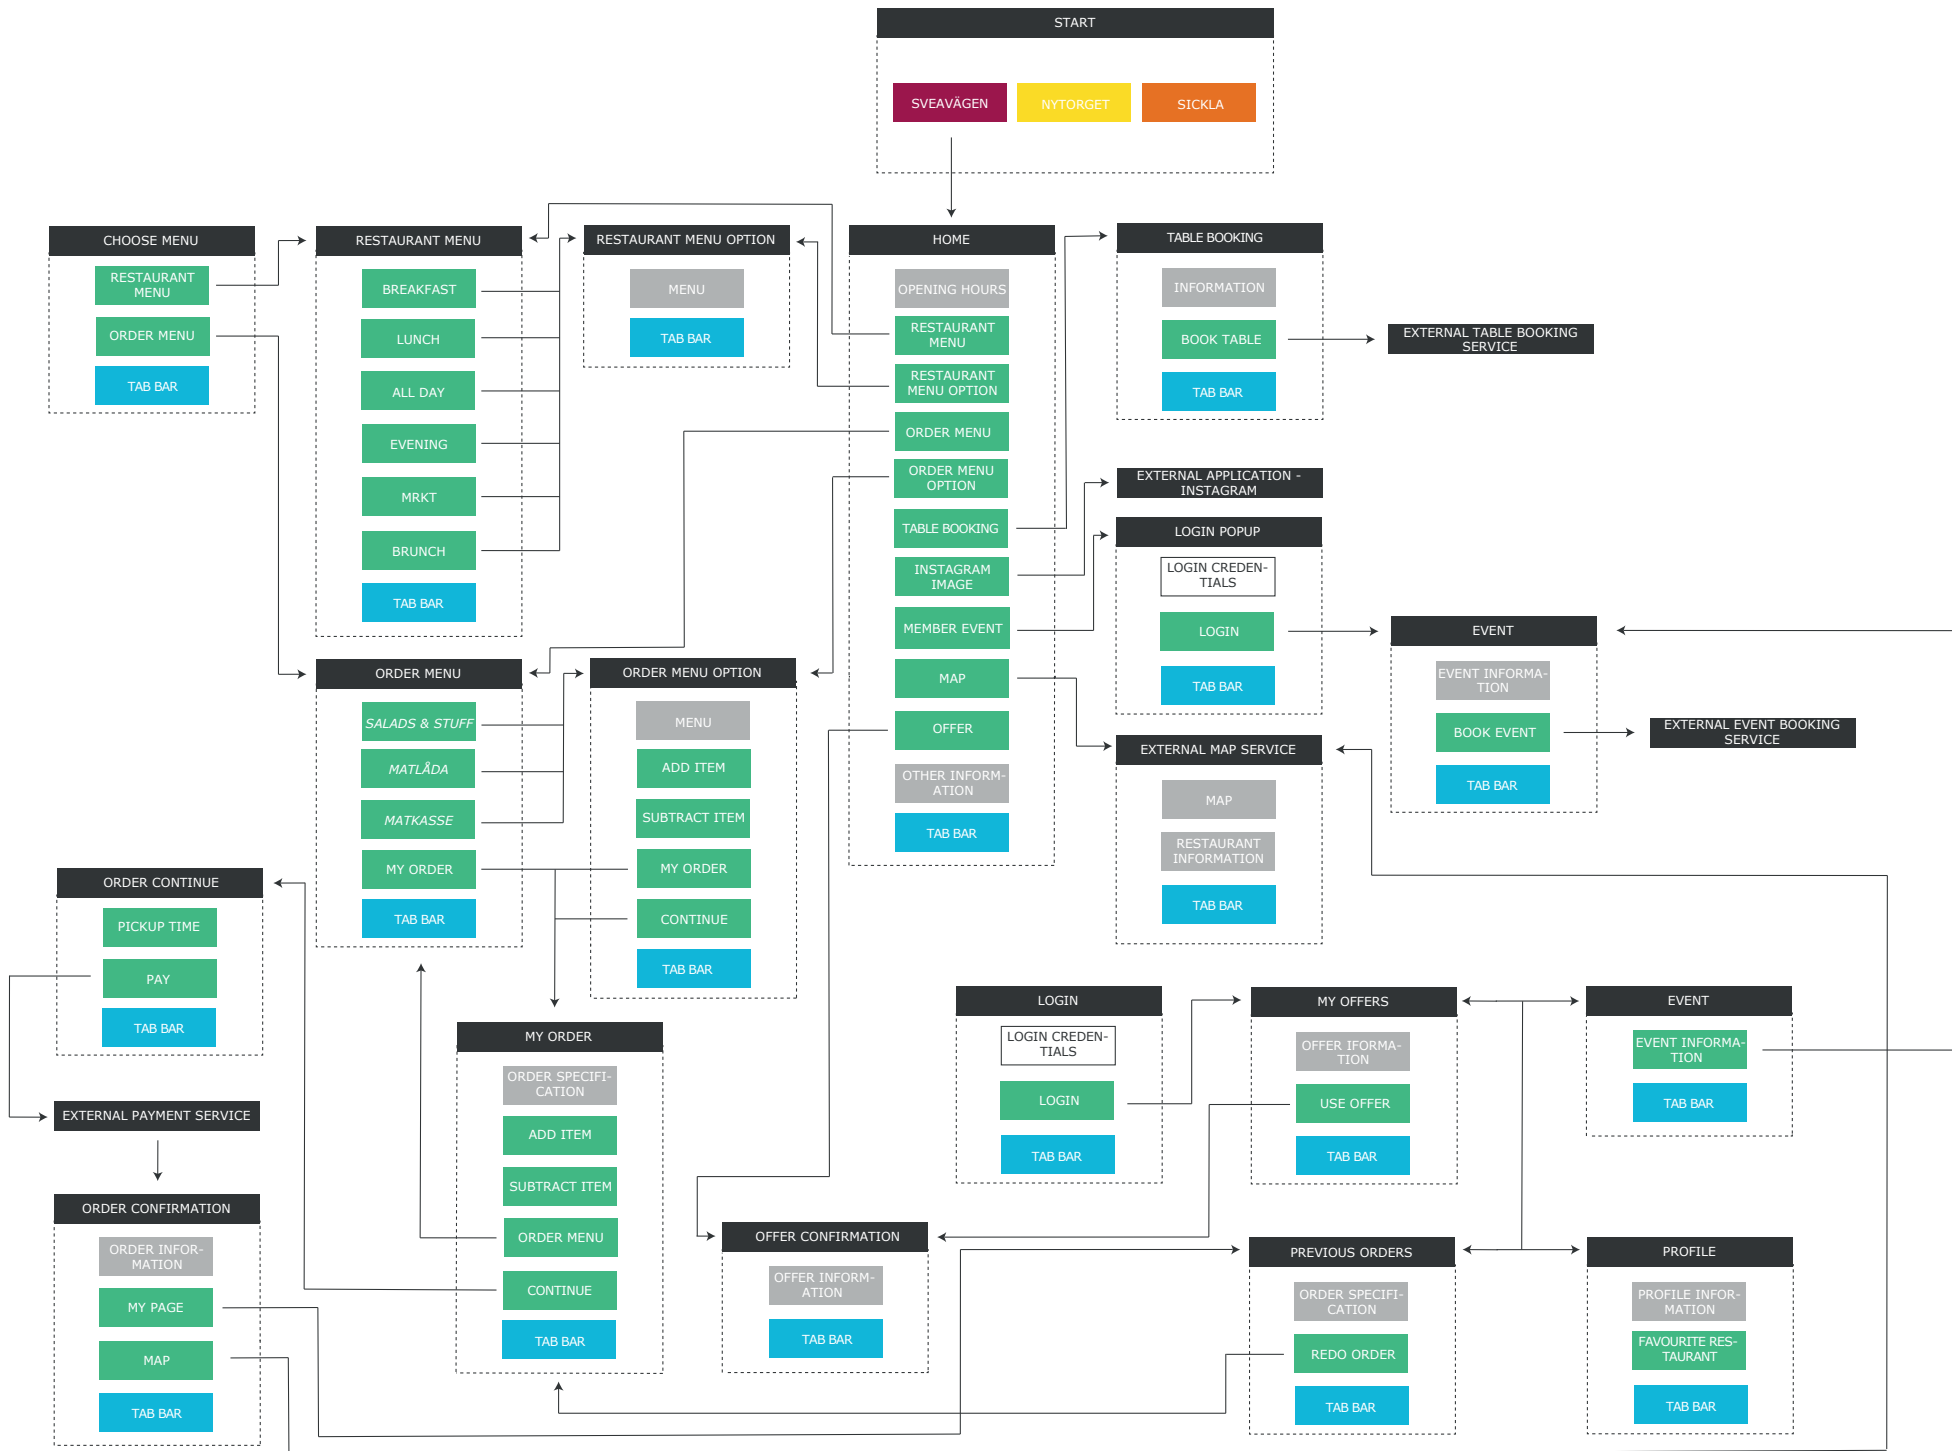 START
SVEAVÄGEN
NYTORGET
SICKLA
CHOOSE MENU
RESTAURANT
MENU
ORDER MENU
TAB BAR
RESTAURANT MENU
BREAKFAST
LUNCH
ALL DAY
EVENING
MRKT
BRUNCH
TAB BAR
RESTAURANT MENU OPTION
MENU
TAB BAR
HOME
OPENING HOURS
RESTAURANT
MENU
RESTAURANT
MENU OPTION
ORDER MENU
ORDER MENU
OPTION
TABLE BOOKING
INSTAGRAM
IMAGE
MEMBER EVENT
MAP
OFFER
OTHER INFORM-
ATION
TAB BAR
TABLE BOOKING
INFORMATION
BOOK TABLE
TAB BAR
EXTERNAL TABLE BOOKING
SERVICE
EXTERNAL APPLICATION -
INSTAGRAM
LOGIN POPUP
LOGIN CREDEN-
TIALS
LOGIN
TAB BAR
EVENT
EVENT INFORMA-
TION
BOOK EVENT
TAB BAR
EXTERNAL EVENT BOOKING
SERVICE
EXTERNAL MAP SERVICE
MAP
RESTAURANT
INFORMATION
TAB BAR
ORDER MENU
SALADS & STUFF
MATLÅDA
MATKASSE
MY ORDER
TAB BAR
ORDER MENU OPTION
MENU
ADD ITEM
SUBTRACT ITEM
MY ORDER
CONTINUE
TAB BAR
ORDER CONTINUE
PICKUP TIME
PAY
TAB BAR
EXTERNAL PAYMENT SERVICE
ORDER CONFIRMATION
ORDER INFOR-
MATION
MY PAGE
MAP
TAB BAR
MY ORDER
ORDER SPECIFI-
CATION
ADD ITEM
SUBTRACT ITEM
ORDER MENU
CONTINUE
TAB BAR
OFFER CONFIRMATION
OFFER INFORM-
ATION
TAB BAR
LOGIN
LOGIN CREDEN-
TIALS
LOGIN
TAB BAR
MY OFFERS
OFFER IFORMA-
TION
USE OFFER
TAB BAR
EVENT
EVENT INFORMA-
TION
TAB BAR
PREVIOUS ORDERS
ORDER SPECIFI-
CATION
REDO ORDER
TAB BAR
PROFILE
PROFILE INFOR-
MATION
FAVOURITE RES-
TAURANT
TAB BAR